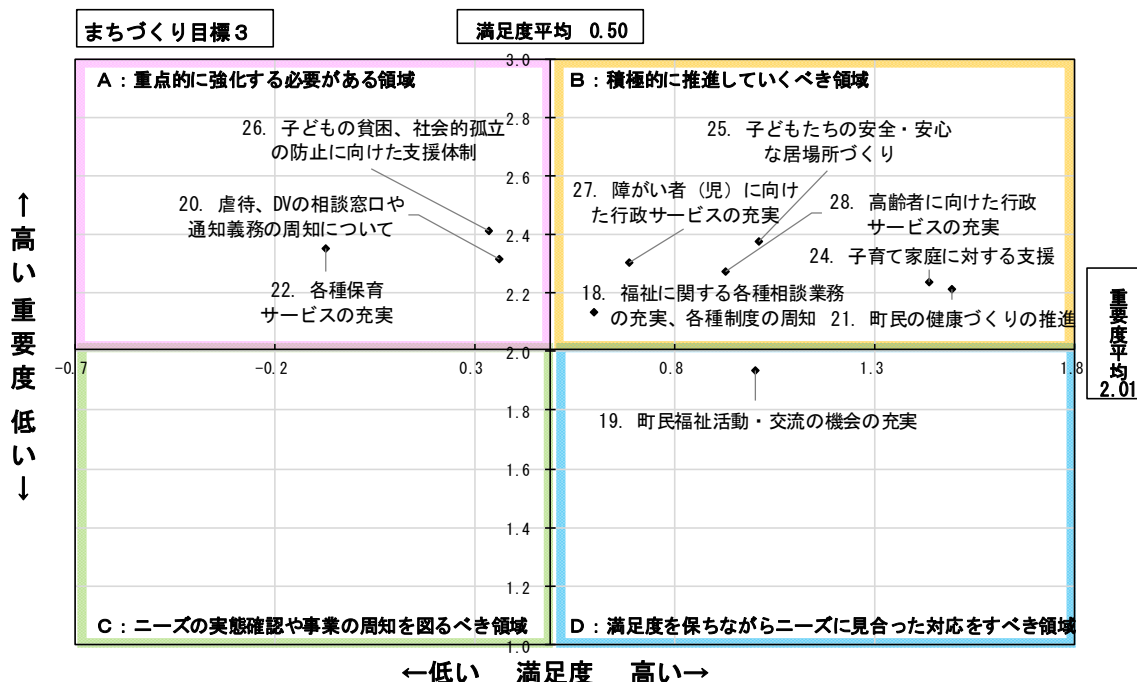 まちづくり目標３
満足度平均 0.50
Ａ：重点的に強化する必要がある領域
Ｂ：積極的に推進していくべき領域
26. 子どもの貧困、社会的孤立
の防止に向けた支援体制
25. 子どもたちの安全・安心
な居場所づくり
20. 虐待、DVの相談窓口や
通知義務の周知について
27. 障がい者（児）に向け
た行政サービスの充実
28. 高齢者に向けた行政
サービスの充実
24. 子育て家庭に対する支援
22. 各種保育
サービスの充実
18. 福祉に関する各種相談業務
の充実、各種制度の周知
21. 町民の健康づくりの推進
19. 町民福祉活動・交流の機会の充実
Ｃ：ニーズの実態確認や事業の周知を図るべき領域
Ｄ：満足度を保ちながらニーズに見合った対応をすべき領域
3.0
2.8
2.6
2.4
2.2
2.0
1.8
1.6
1.4
1.2
1.0
-0.7
-0.2
0.3
0.8
1.3
1.8
←高い 重要度 低い→
重要度平均
2.01
←低い 満足度 高い→